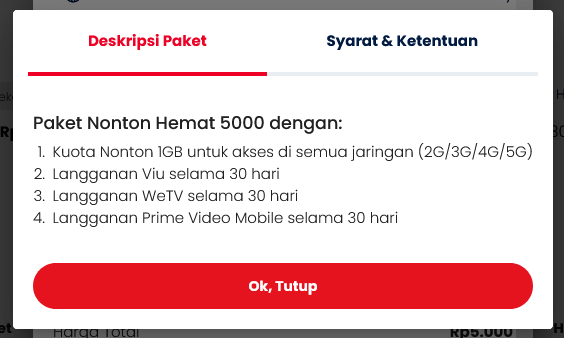 Deskripsi Paket
Syarat & Ketentuan
Paket Nonton Hemat 5000 dengan:
1. Kuota Nonton 1GB untuk akses di semua jaringan (2G/3G/4G/5G)
2. Langganan Viu selama 30 hari
3. Langganan WeTV selama 30 hari
4. Langganan Prime Video Mobile selama 30 hari
Ok, Tutup
Harga Total
Rp5.000